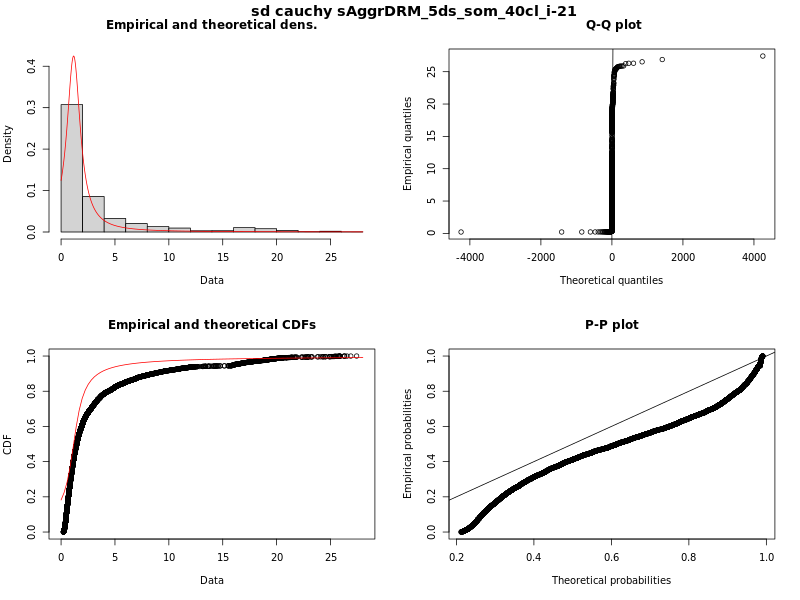 sd cauchy sAggrDRM_5ds_som_40cl_i-21
Empirical and theoretical dens.
Density
0.0 0.1 0.2 0.3 0.4
0 5 10 15 20 25
Data
Q-Q plot
Empirical quantiles
0 5 10 15 20 25
-4000 -2000 0 2000 4000
Theoretical quantiles
Empirical and theoretical CDFs
CDF
0.0 0.2 0.4 0.6 0.8 1.0
0 5 10 15 20 25
Data
P-P plot
Empirical probabilities
0.0 0.2 0.4 0.6 0.8 1.0
0.2 0.4 0.6 0.8 1.0
Theoretical probabilities